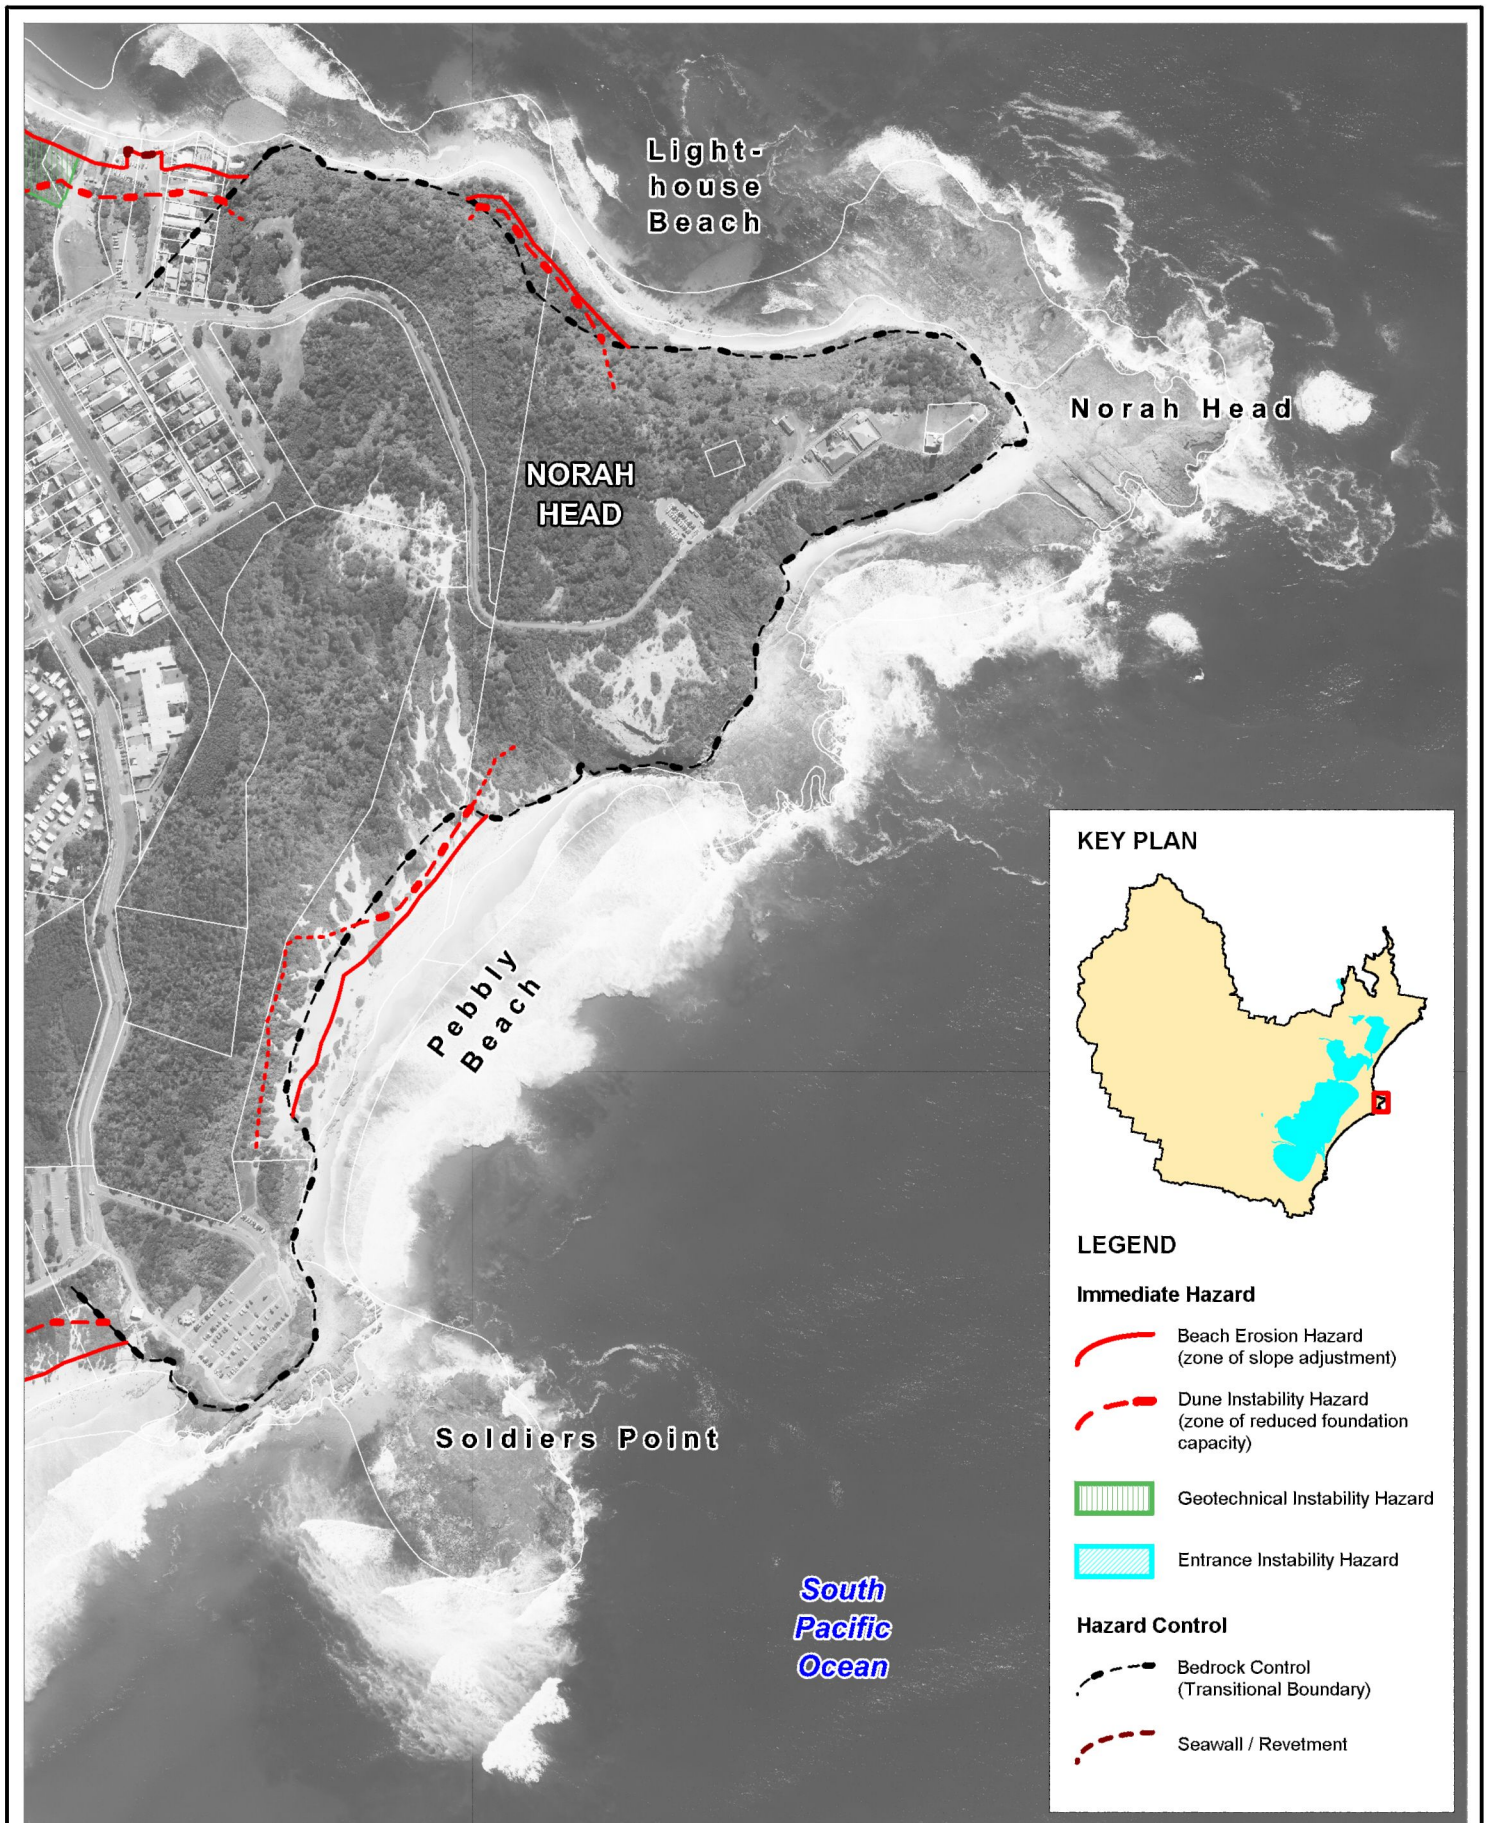 Light-
house
Beach
Norah Head
NORAH
HEAD
Pebbly
Beach
Soldiers Point
South
Pacific
Ocean
KEY PLAN
LEGEND
Immediate Hazard
Beach Erosion Hazard
(zone of slope adjustment)
Dune Instability Hazard
(zone of reduced foundation
capacity)
Geotechnical Instability Hazard
Entrance Instability Hazard
Hazard Control
Bedrock Control
(Transitional Boundary)
Seawall / Revetment